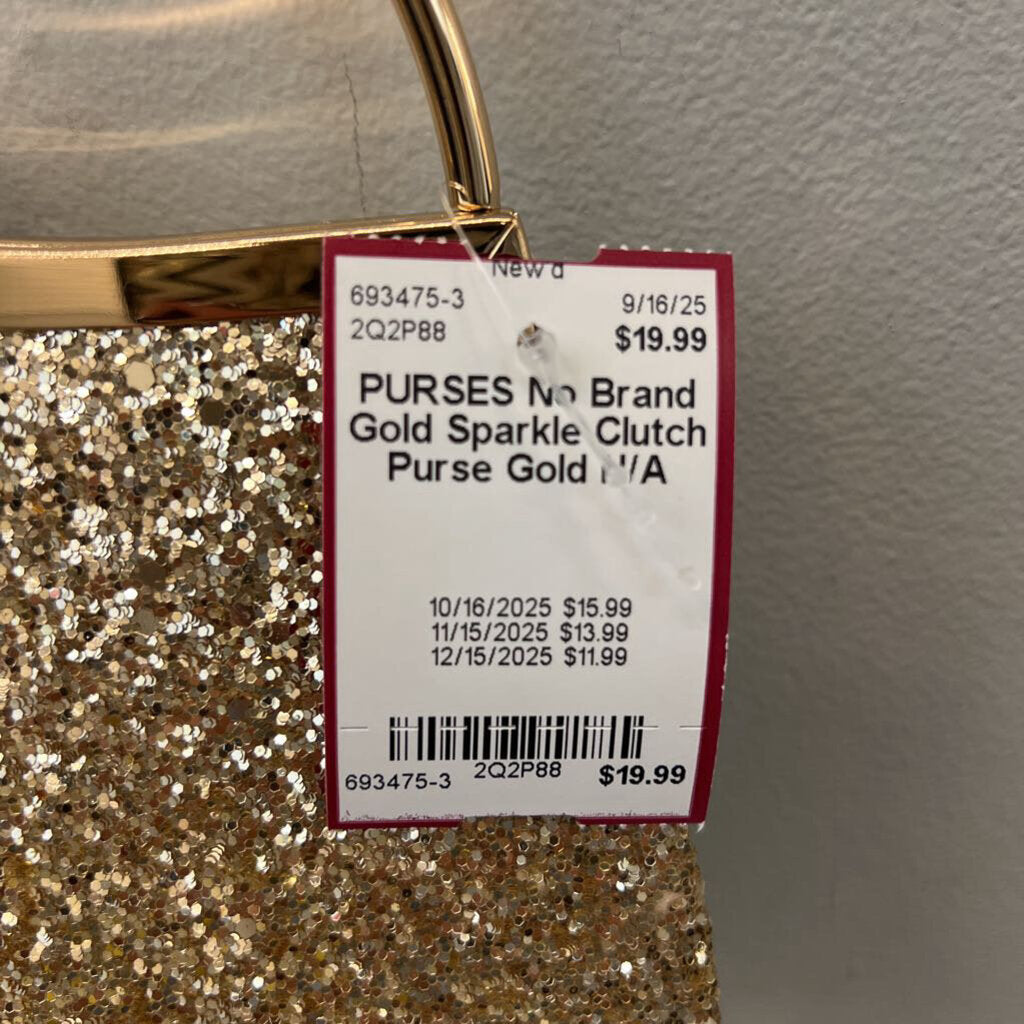 693475-3
9/16/25
2Q2P88
$19.99
PURSES No Brand
Gold Sparkle Clutch
Purse Gold N/A
10/16/2025 $15.99
11/15/2025 $13.99
12/15/2025 $11.99
693475-3 2Q2P88 $19.99